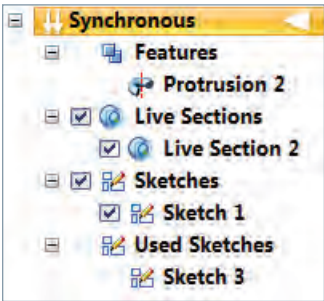 Synchronous
Features
Protrusion 2
Live Sections
Live Section 2
Sketches
Sketch 1
Used Sketches
Sketch 3